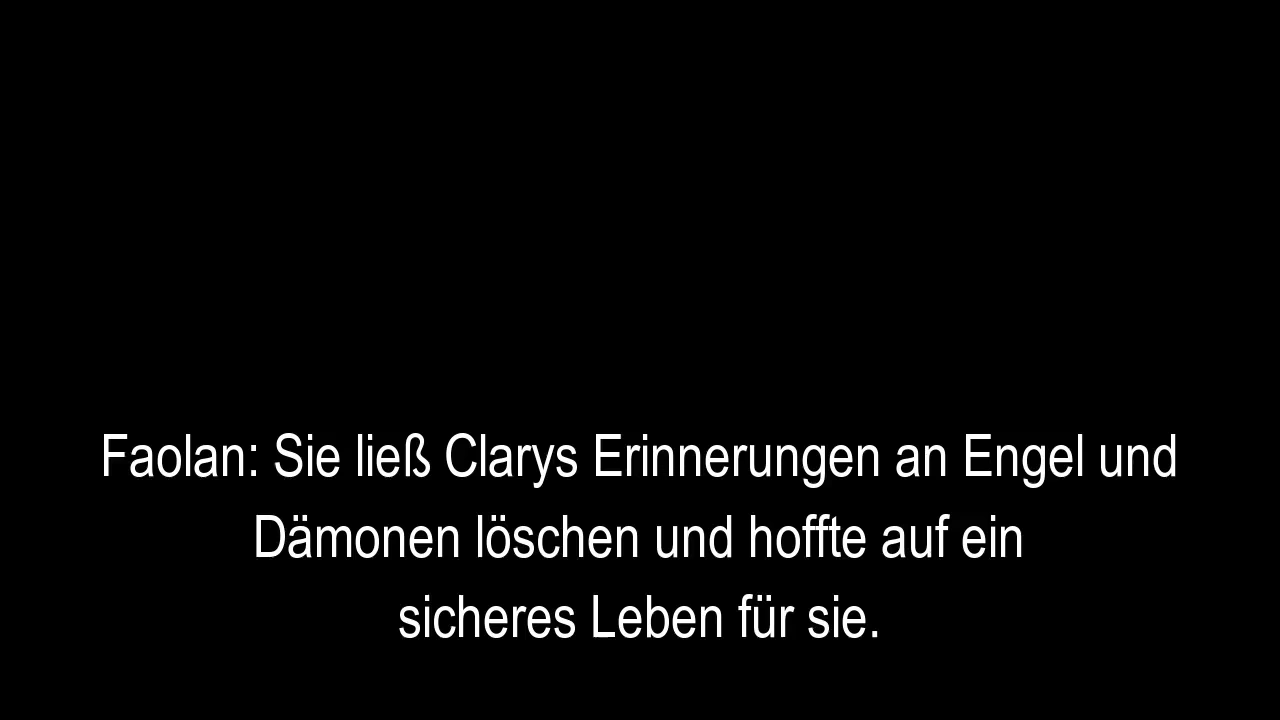 Faolan: Sie ließ Clarys Erinnerungen an Engel und
Dämonen löschen und hoffte auf ein
sicheres Leben für sie.